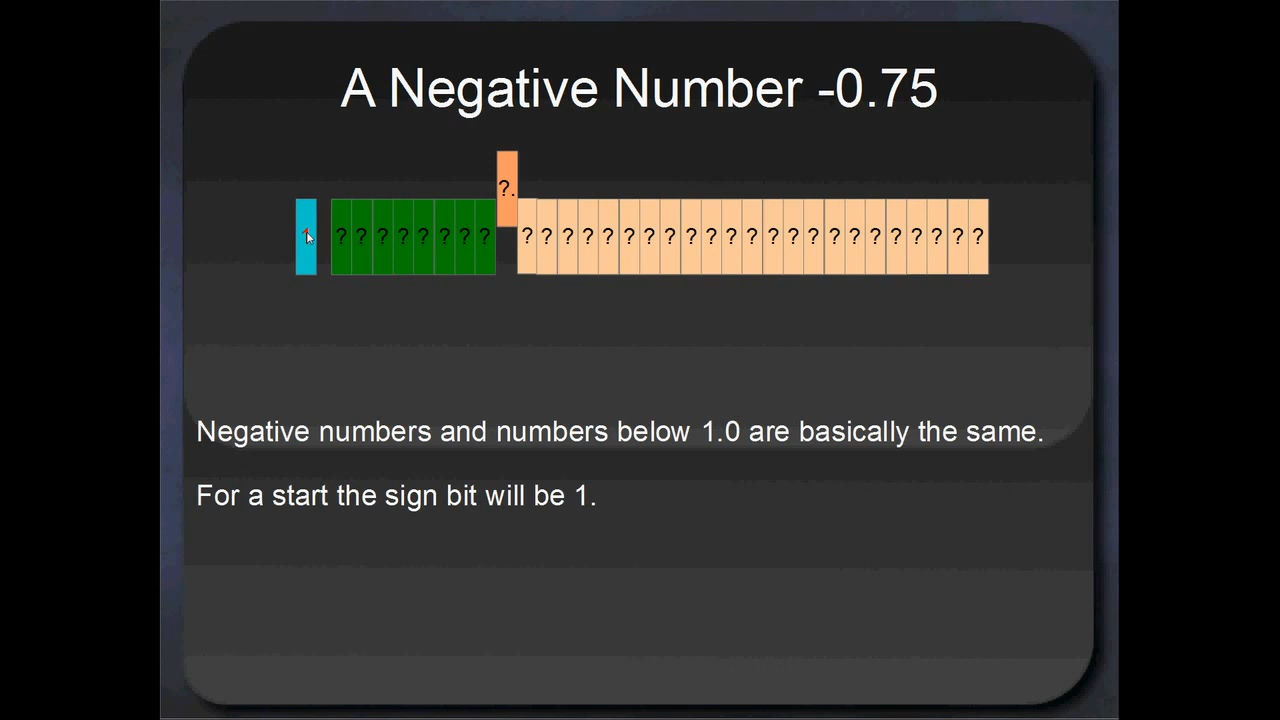 A Negative Number -0.75
?.
? ? ? ? ? ? ? ? ? ? ? ? ? ? ? ? ? ? ? ? ? ? ? ? ? ? ? ? ? ? ?
Negative numbers and numbers below 1.0 are basically the same.
For a start the sign bit will be 1.